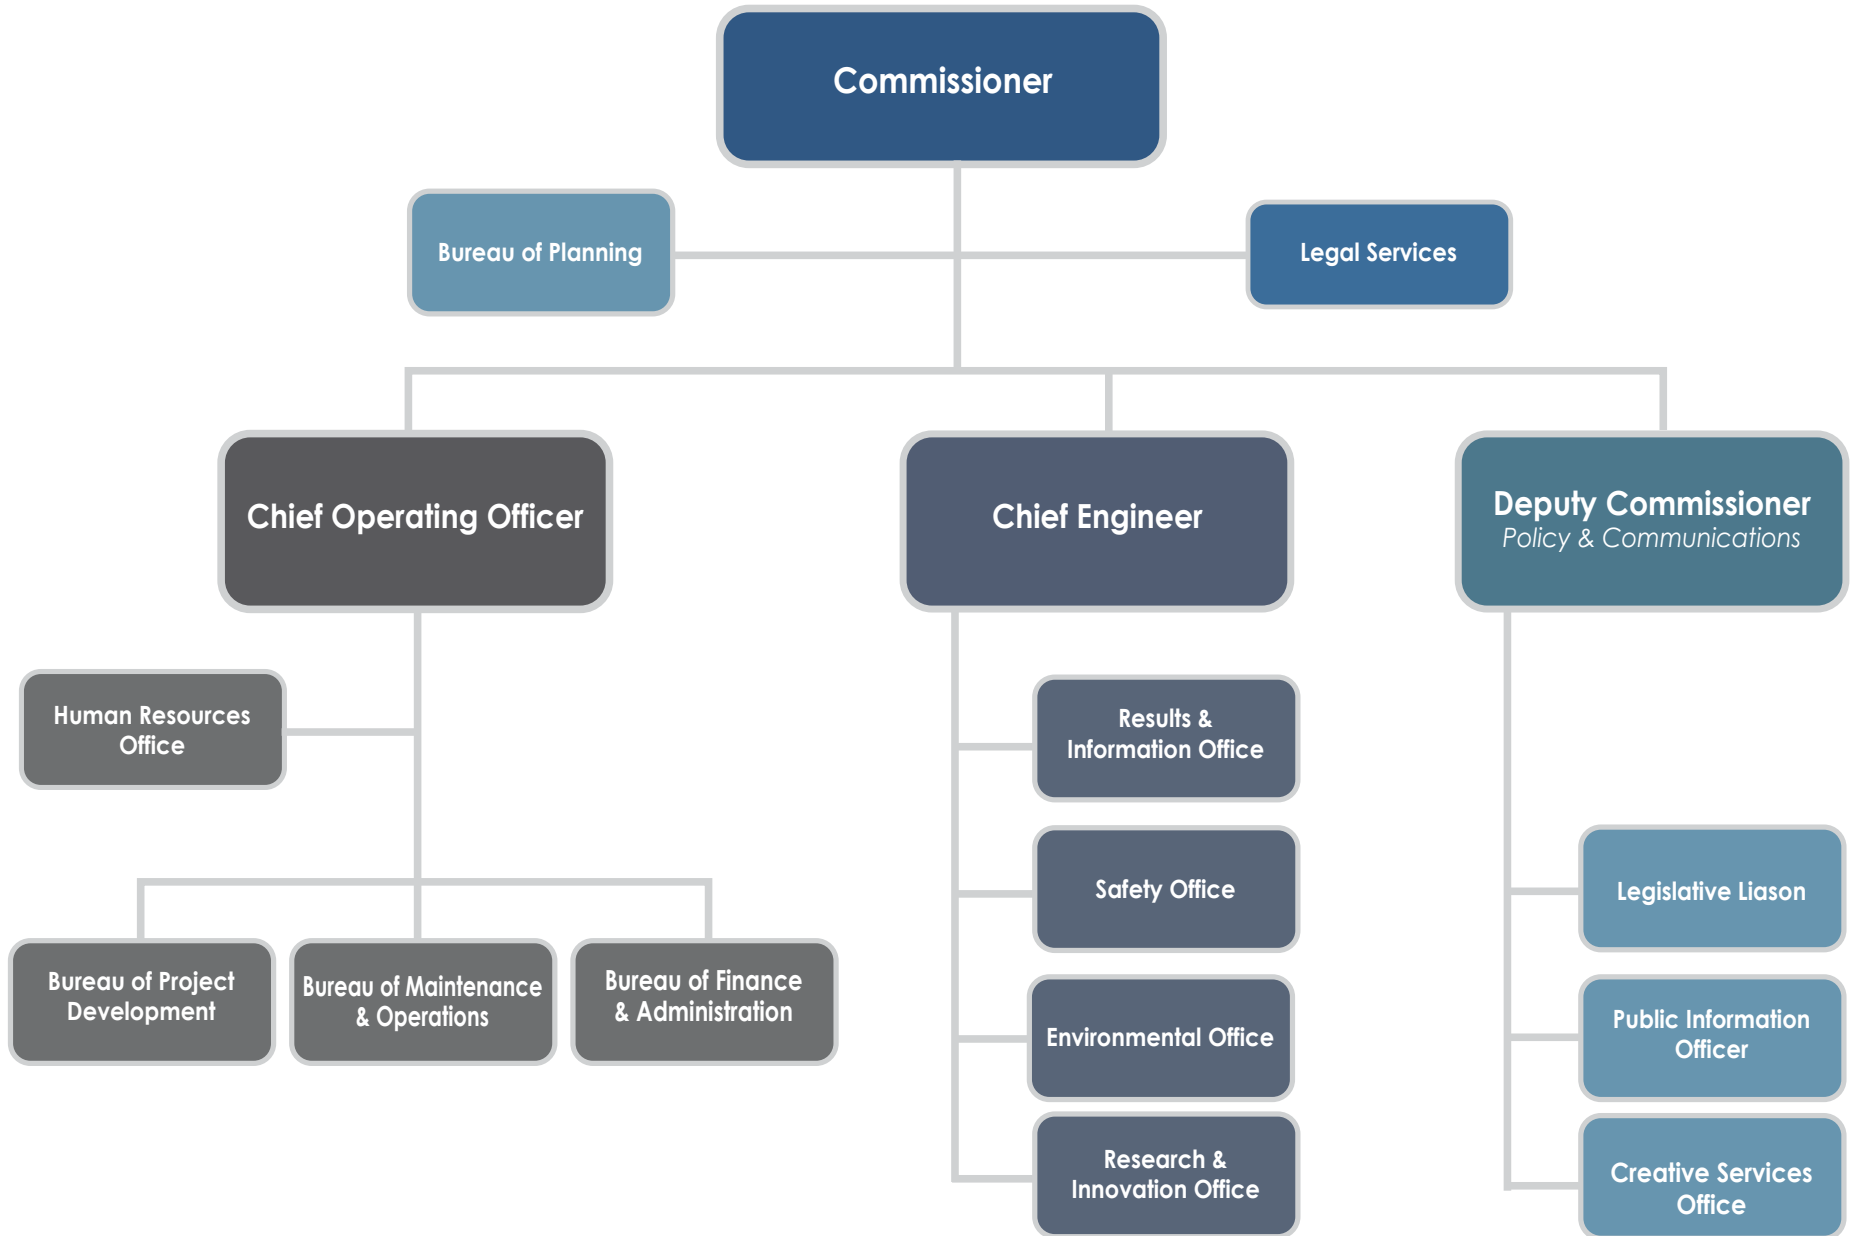 Commissioner
Bureau of Planning
Legal Services
Chief Operating Officer
Chief Engineer
Deputy Commissioner
Policy & Communications
Human Resources
Office
Results &
Information Office
Safety Office
Legislative Liason
Bureau of Project
Development
Bureau of Maintenance
& Operations
Bureau of Finance
& Administration
Environmental Office
Public Information
Officer
Research &
Innovation Office
Creative Services
Office